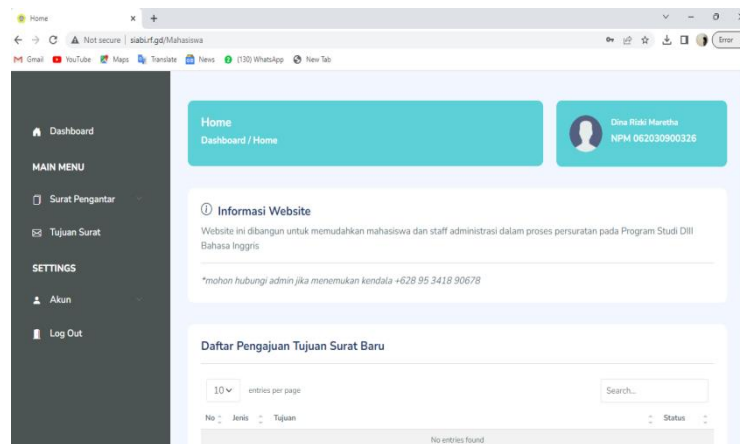 Home
Not secure siabi.rf.gd/Mahasiswa
Error
Gmail YouTube Maps Translate News (130) WhatsApp New Tab
Dashboard
MAIN MENU
Surat Pengantar
Tujuan Surat
SETTINGS
Akun
Log Out
Home
Dashboard / Home
Dina Rizki Maretha
NPM 062030900326
Informasi Website
Website ini dibangun untuk memudahkan mahasiswa dan staff administrasi dalam proses persuratan pada Program Studi DIII
Bahasa Inggris
*mohon hubungi admin jika menemukan kendala +628 95 3418 90678
Daftar Pengajuan Tujuan Surat Baru
10 entries per page Search...
No Jenis Tujuan Status
No entries found